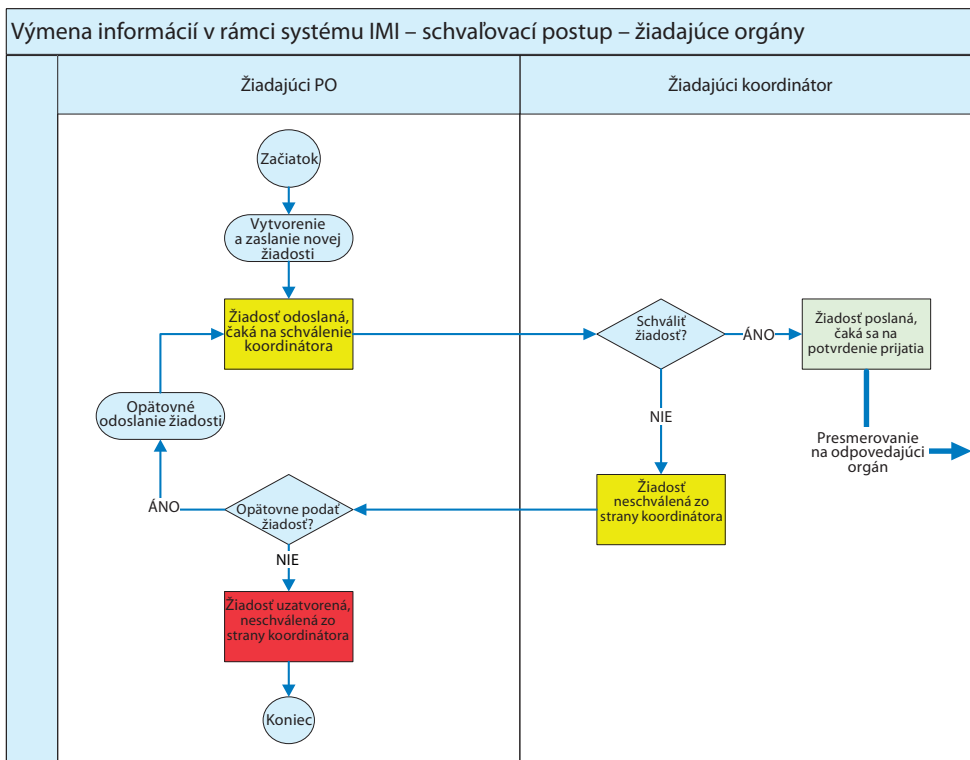 Výmena informácií v rámci systému IMI – schvaľovací postup – žiadajúce orgány
Žiadajúci PO
Žiadajúci koordinátor
Začiatok
Vytvorenie
a zaslanie novej
žiadosti
Žiadosť odoslaná,
čaká na schválenie
koordinátora
Schváliť
žiadosť?
ÁNO
Žiadosť poslaná,
čaká sa na
potvrdenie prijatia
NIE
Presmerovanie
na odpovedajúci
orgán
Opätovné
odoslanie žiadosti
Žiadosť
neschválená zo
strany koordinátora
Opätovne podať
žiadosť?
ÁNO
NIE
Žiadosť uzatvorená,
neschválená zo
strany koordinátora
Koniec